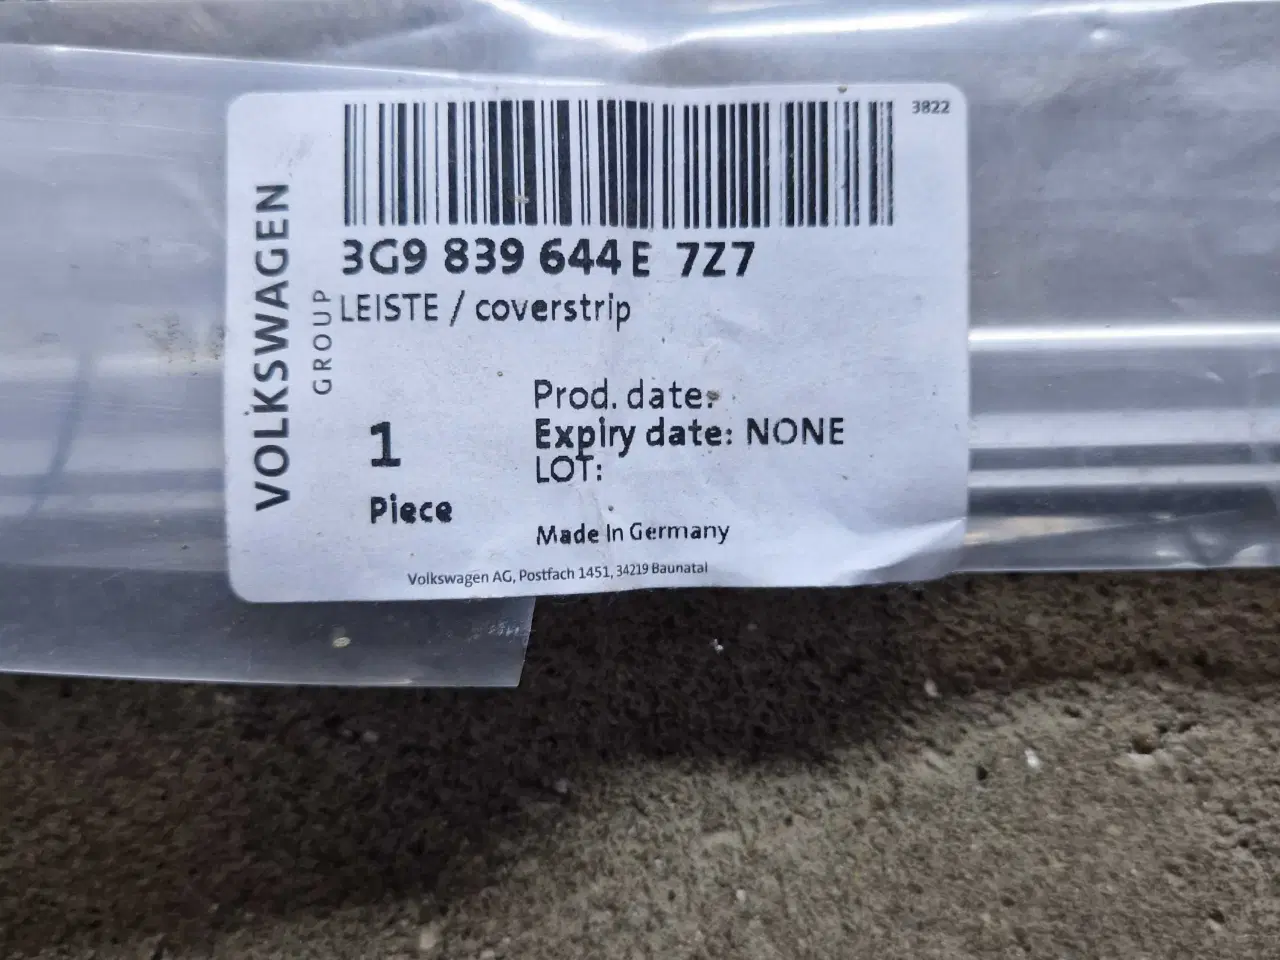 3822
VOLKSWAGEN
GROUP
3G9 839 644 E 7Z7
LEISTE / coverstrip
Prod. date:
Expiry date: NONE
LOT:
1
Piece
Made In Germany
Volkswagen AG, Postfach 1451, 34219 Baunatal